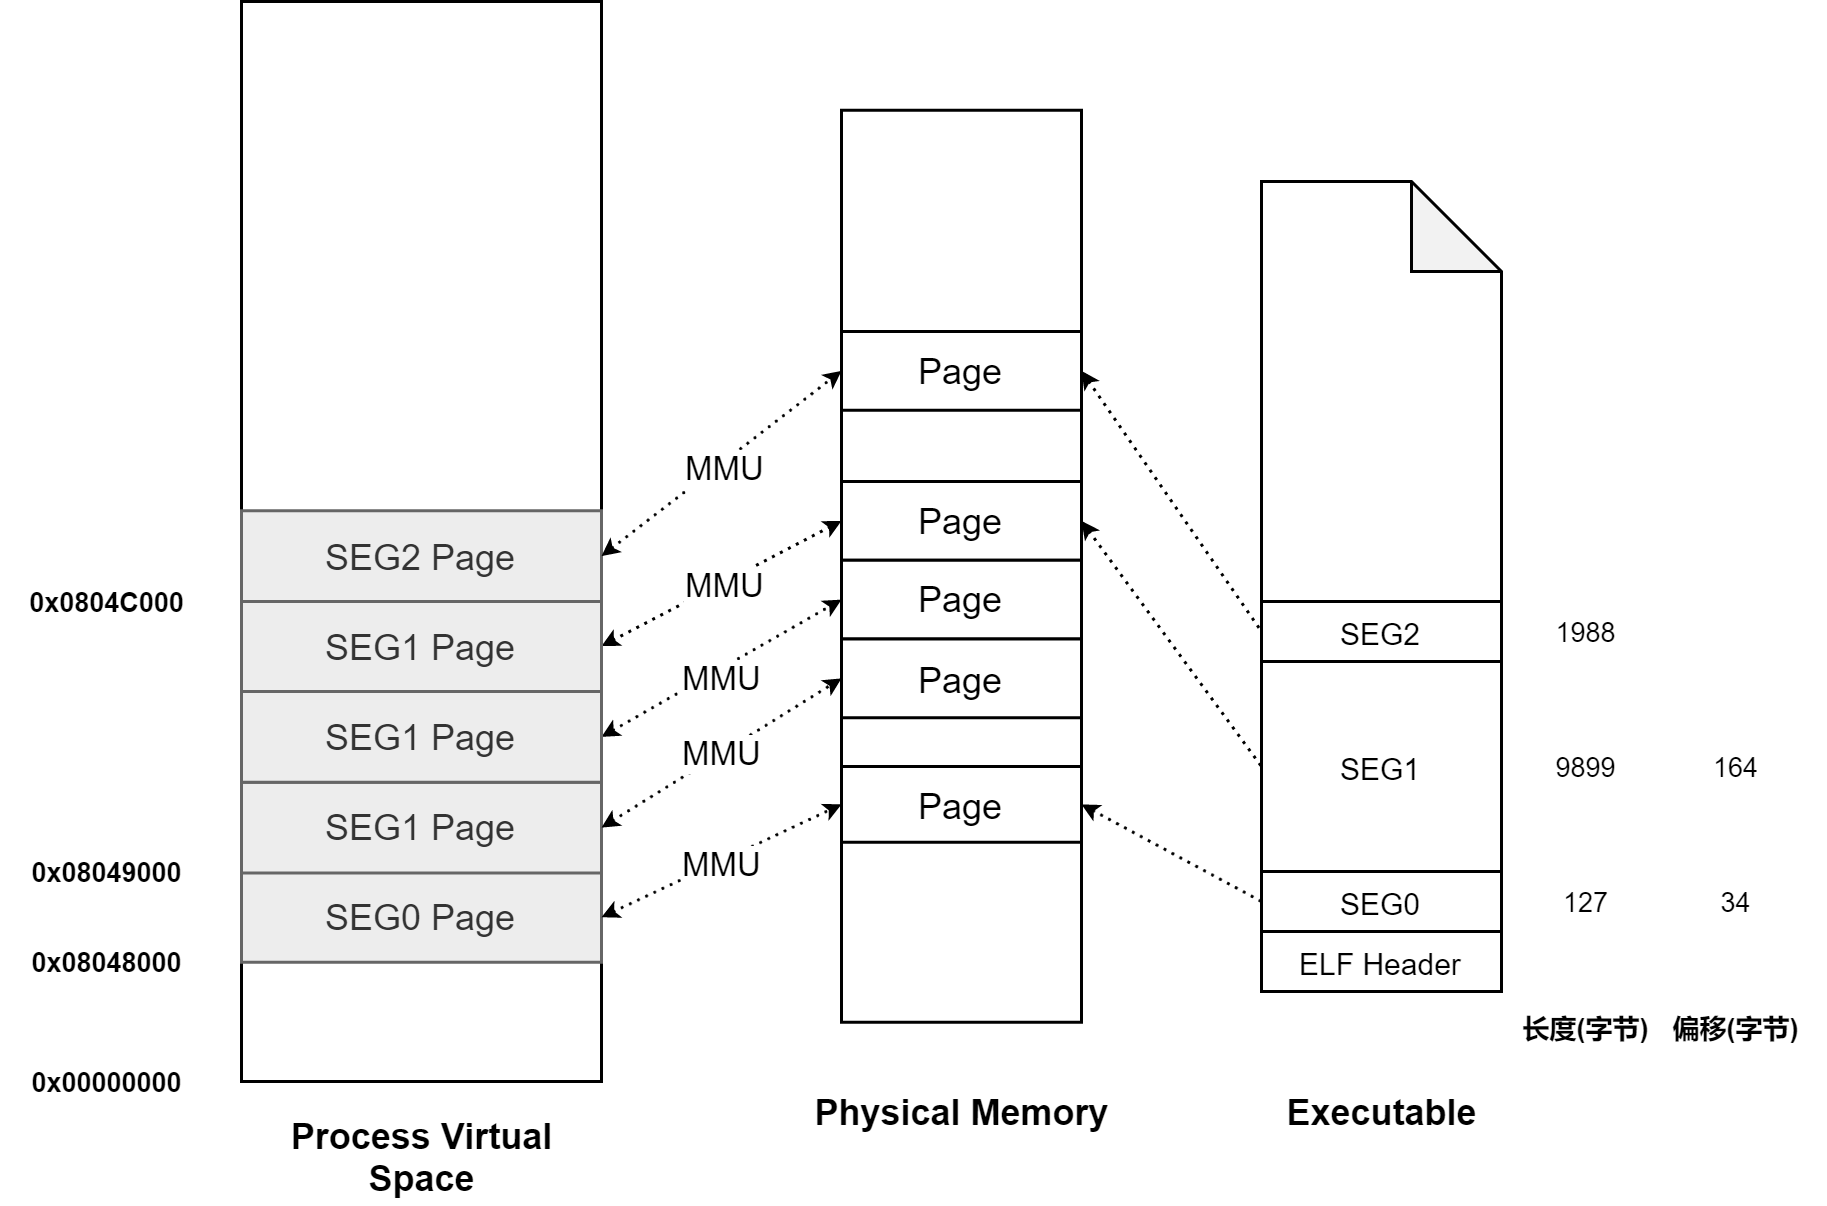 Page
MMU
SEG2 Page
Page
0x0804C000
MMU
Page
SEG2
1988
SEG1 Page
MMU
Page
SEG1 Page
MMU
SEG1
9899
164
SEG1 Page
Page
0x08049000
MMU
SEG0 Page
SEG0
127
34
0x08048000
ELF Header
长度(字节)
偏移(字节)
0x00000000
Process Virtual
Space
Physical Memory
Executable